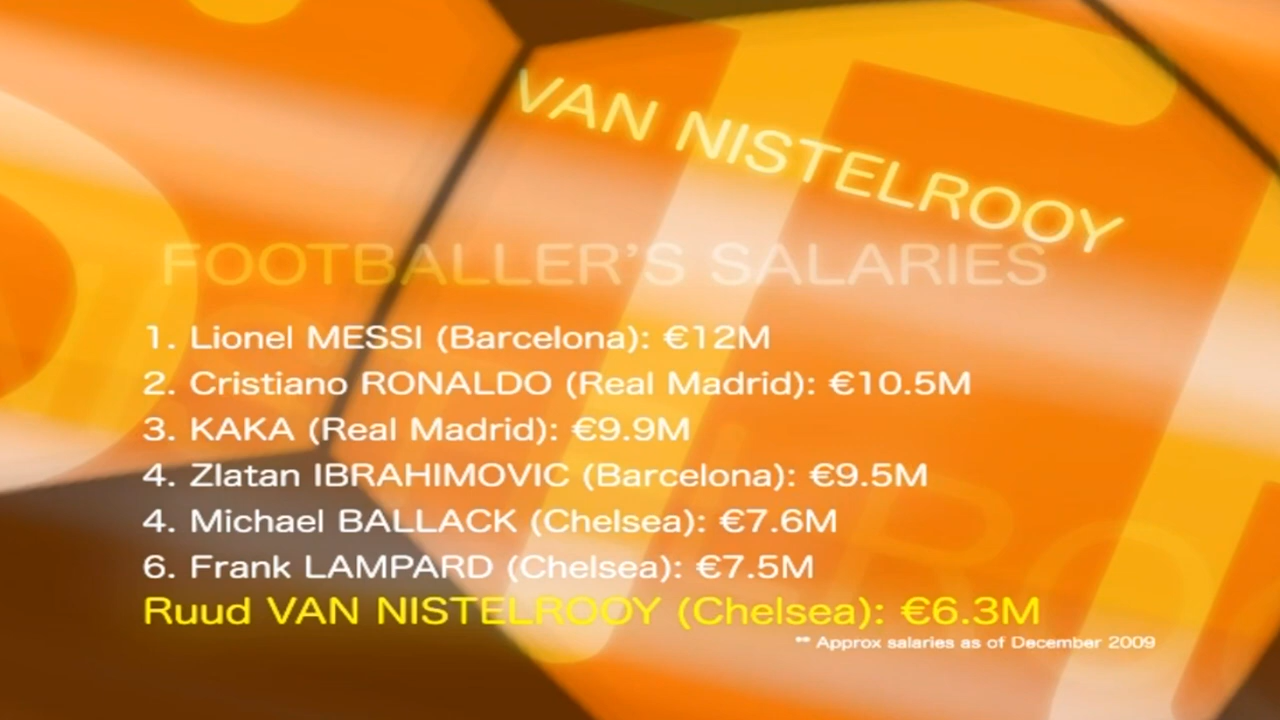 VAN NISTELROOY
FOOTBALLER'S SALARIES
1. Lionel MESSI (Barcelona): €12M
2. Cristiano RONALDO (Real Madrid): €10.5M
3. KAKA (Real Madrid): €9.9M
4. Zlatan IBRAHIMOVIC (Barcelona): €9.5M
4. Michael BALLACK (Chelsea): €7.6M
6. Frank LAMPARD (Chelsea): €7.5M
Ruud VAN NISTELROOY (Chelsea): €6.3M
** Approx salaries as of December 2009